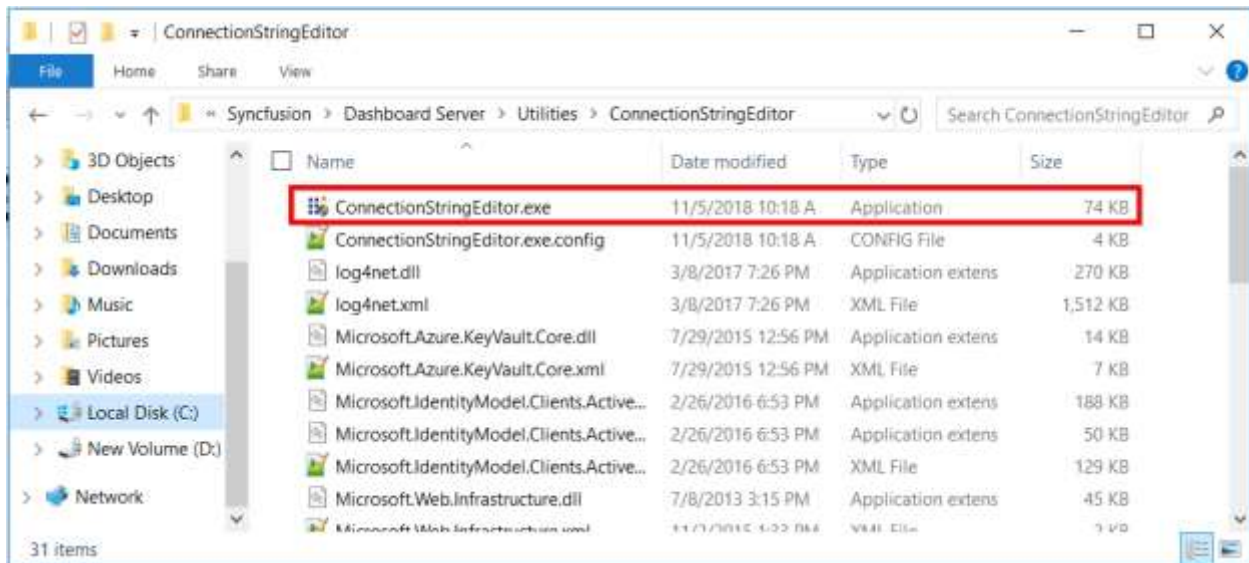 ConnectionStringEditor
File Home Share View
« Syncfusion > Dashboard Server > Utilities > ConnectionStringEditor Search ConnectionStringEditor
3D Objects
Desktop
Documents
Downloads
Music
Pictures
Videos
Local Disk (C:)
New Volume (D:)
Network
Name Date modified Type Size
ConnectionStringEditor.exe 11/5/2018 10:18 A Application 74 KB
ConnectionStringEditor.exe.config 11/5/2018 10:18 A CONFIG File 4 KB
log4net.dll 3/8/2017 7:26 PM Application extens 270 KB
log4net.xml 3/8/2017 7:26 PM XML File 1,512 KB
Microsoft.Azure.KeyVault.Core.dll 7/29/2015 12:56 PM Application extens 14 KB
Microsoft.Azure.KeyVault.Core.xml 7/29/2015 12:56 PM XML File 7 KB
Microsoft.IdentityModel.Clients.Active... 2/26/2016 6:53 PM Application extens 188 KB
Microsoft.IdentityModel.Clients.Active... 2/26/2016 6:53 PM Application extens 50 KB
Microsoft.IdentityModel.Clients.Active... 2/26/2016 6:53 PM XML File 129 KB
Microsoft.Web.Infrastructure.dll 7/8/2013 3:15 PM Application extens 45 KB
Microsoft.Web.Infrastructure.xml XML File
31 items